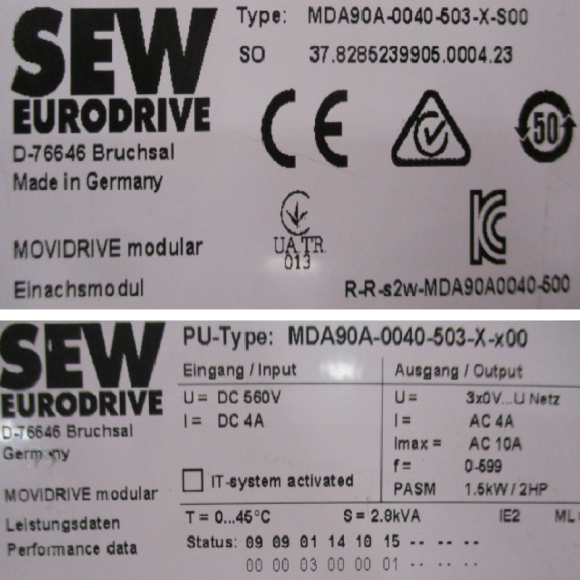 SEW
EURODRIVE
D-76646 Bruchsal
Made in Germany
MOVIDRIVE modular
Einachsmodul
Type: MDA90A-0040-503-X-S00
SO 37.8285239905.0004.23
CE
50
UA TR
013
R-R-s2w-MDA90A0040-500
SEW
EURODRIVE
D-76646 Bruchsal
Germany
MOVIDRIVE modular
Leistungsdaten
Performance data
PU-Type: MDA90A-0040-503-X-x00
Eingang / Input
U = DC 560V
I = DC 4A
IT-system activated
Ausgang / Output
U = 3x0V...U Netz
I = AC 4A
Imax = AC 10A
f = 0-599
PASM 1.5kW / 2HP
T = 0...45°C S = 2.8kVA IE2 ML
Status: 09 09 01 14 10 15 -- -- -- --
00 00 03 00 00 01 -- -- -- --